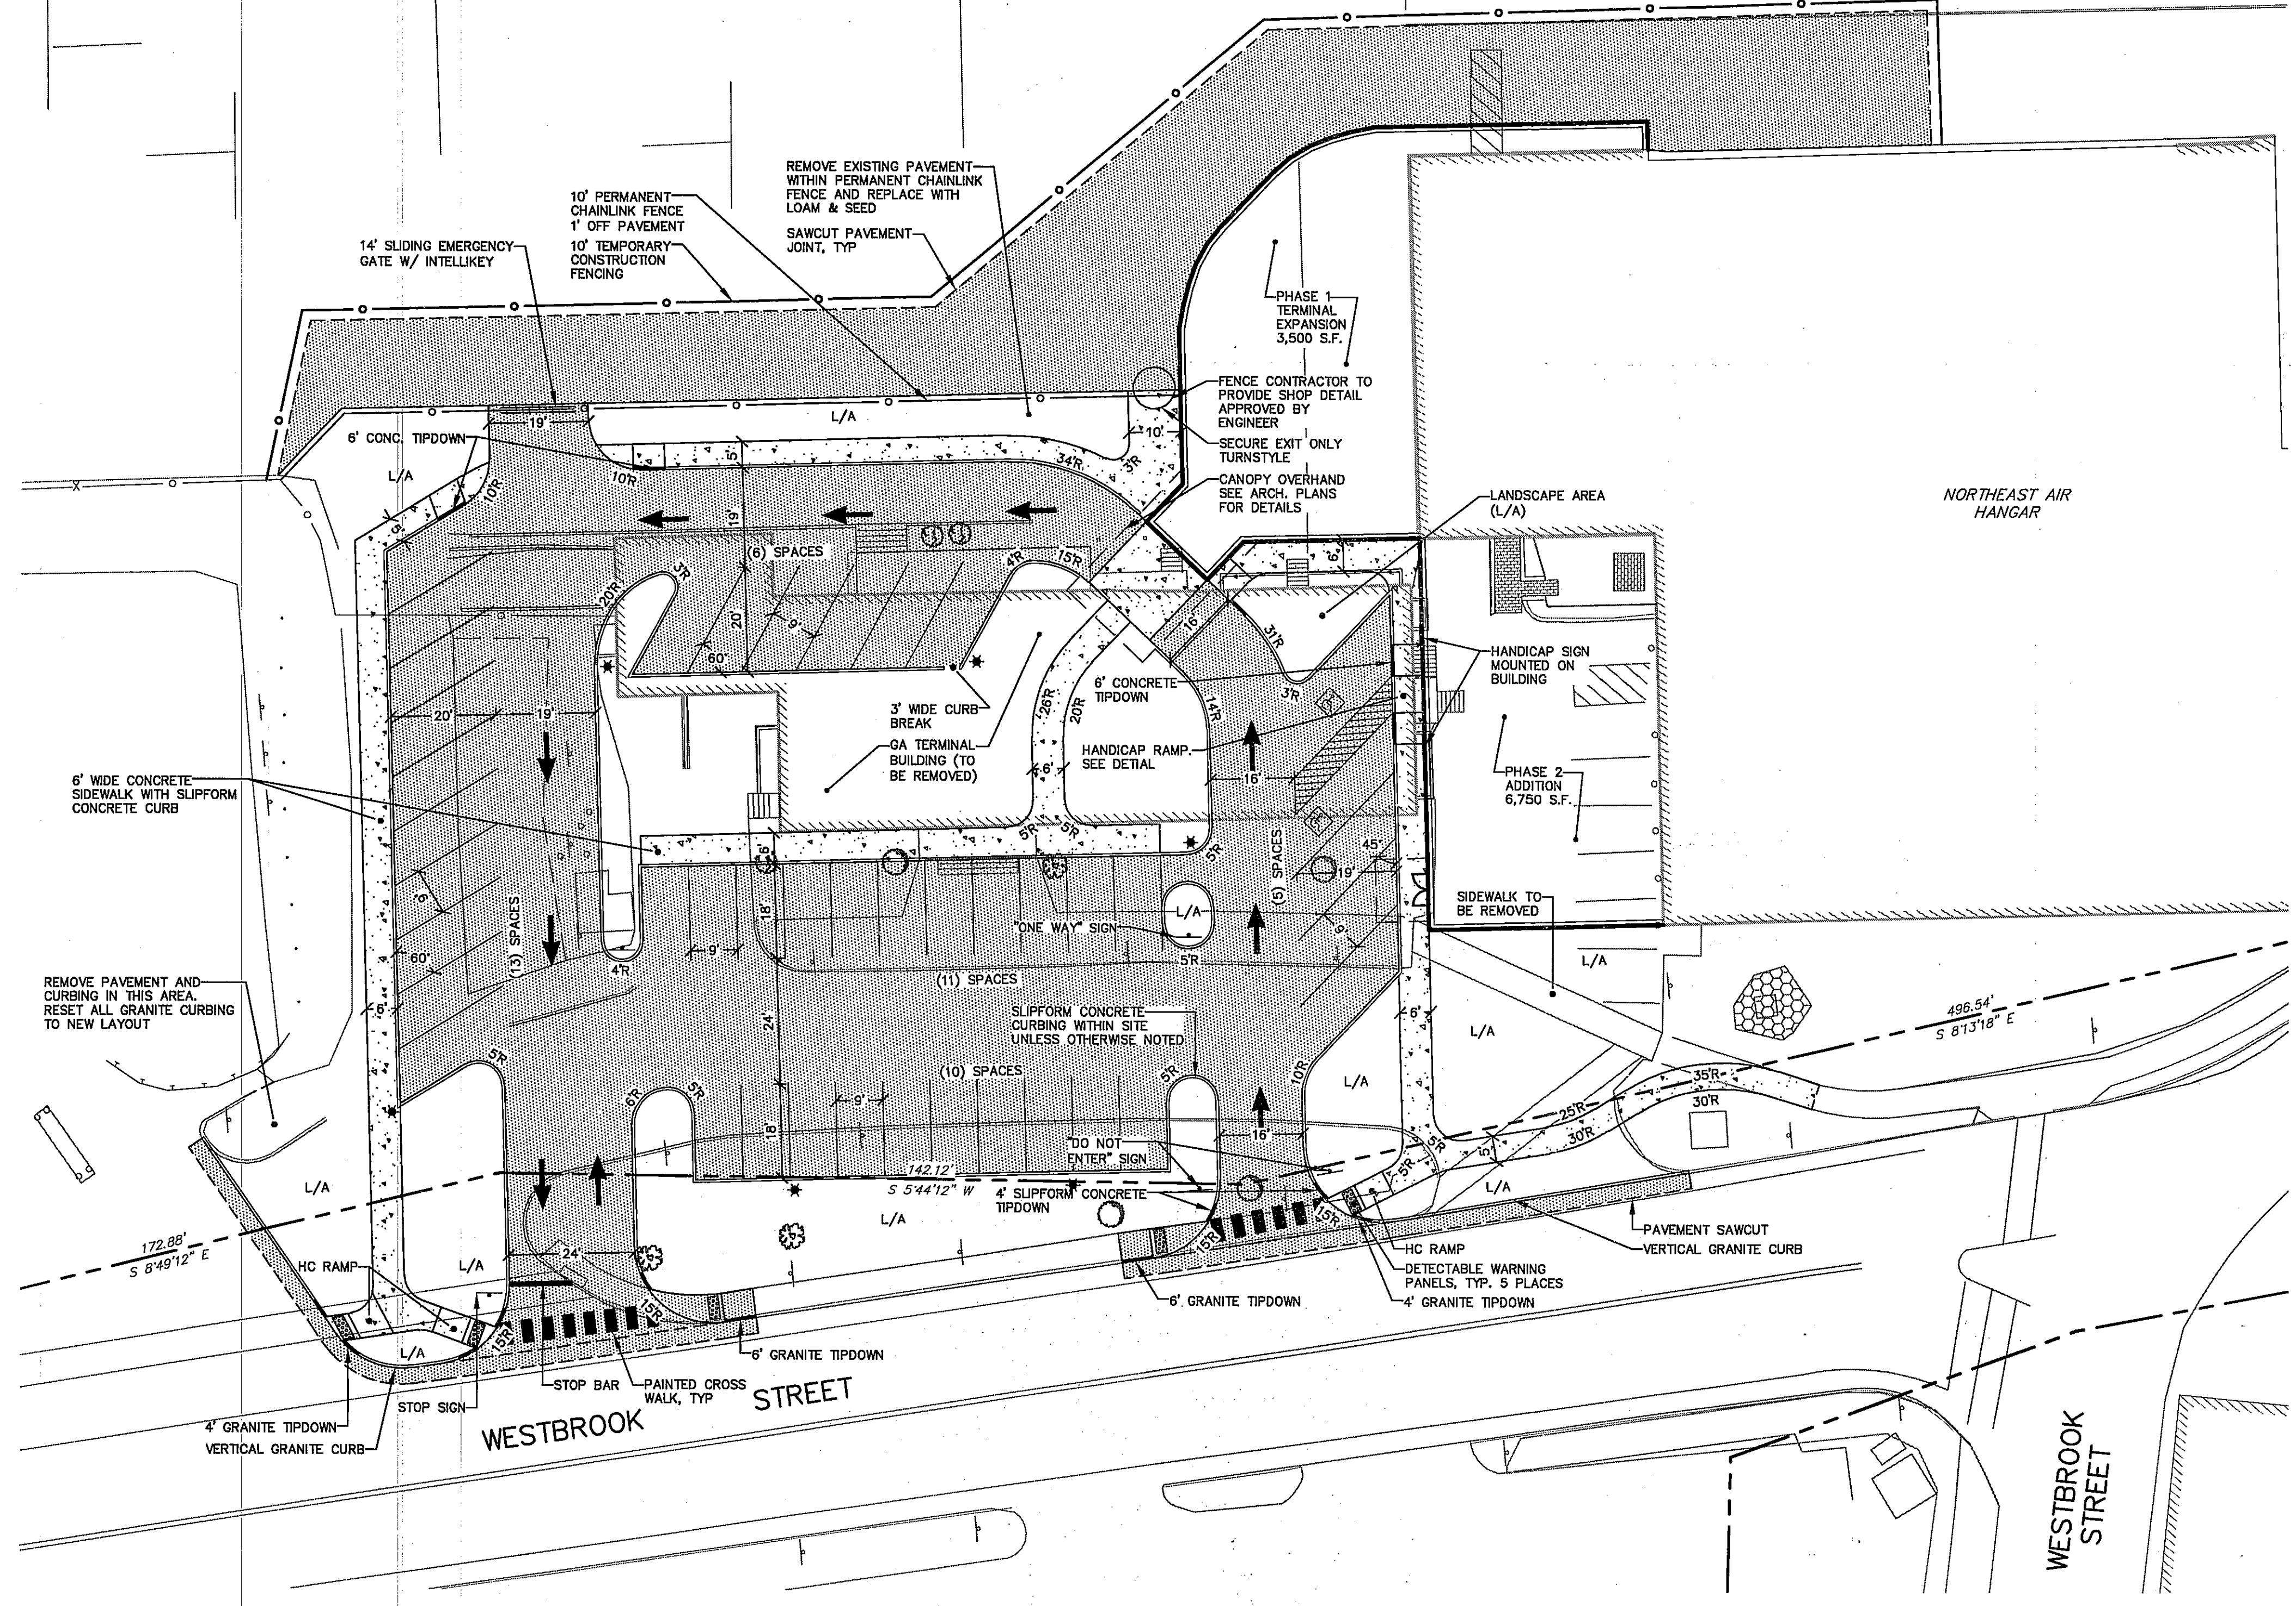 REMOVE EXISTING PAVEMENT
WITHIN PERMANENT CHAINLINK
FENCE AND REPLACE WITH
LOAM & SEED
SAWCUT PAVEMENT
JOINT, TYP
10' PERMANENT
CHAINLINK FENCE
1' OFF PAVEMENT
10' TEMPORARY
CONSTRUCTION
FENCING
14' SLIDING EMERGENCY
GATE W/ INTELLIKEY
PHASE 1
TERMINAL
EXPANSION
3,500 S.F.
FENCE CONTRACTOR TO
PROVIDE SHOP DETAIL
APPROVED BY
ENGINEER
SECURE EXIT ONLY
TURNSTYLE
CANOPY OVERHAND
SEE ARCH. PLANS
FOR DETAILS
LANDSCAPE AREA
(L/A)
NORTHEAST AIR
HANGAR
L/A
19'
6' CONC. TIPDOWN
L/A
10'
5'
34'R
3'R
10'R
10'R
5'
19'
(6) SPACES
6'
4'R
15'R
3'R
20'R
20'
9'
60'
16'
31'R
3'R
HANDICAP SIGN
MOUNTED ON
BUILDING
6' CONCRETE
TIPDOWN
26'R
20'R
14'R
3' WIDE CURB
BREAK
GA TERMINAL
BUILDING (TO
BE REMOVED)
HANDICAP RAMP.
SEE DETIAL
20'
19'
6'
16'
PHASE 2
ADDITION
6,750 S.F.
6' WIDE CONCRETE
SIDEWALK WITH SLIPFORM
CONCRETE CURB
5'R
5'R
5'R
6'
45'
19'
(5) SPACES
9'
(13) SPACES
60'
18'
9'
L/A
"ONE WAY" SIGN
5'R
9'
4'R
(11) SPACES
SIDEWALK TO
BE REMOVED
L/A
REMOVE PAVEMENT AND
CURBING IN THIS AREA.
RESET ALL GRANITE CURBING
TO NEW LAYOUT
6'
24'
SLIPFORM CONCRETE
CURBING WITHIN SITE
UNLESS OTHERWISE NOTED
6'
L/A
496.54'
S 8°13'18" E
5'R
(10) SPACES
5'R
10'R
L/A
35'R
30'R
25'R
30'R
6'R
5'R
9'
18'
16'
"DO NOT
ENTER" SIGN
5'R
5'R
5'
L/A
142.12'
S 5°44'12" W
4' SLIPFORM CONCRETE
TIPDOWN
L/A
L/A
172.88'
S 8°49'12" E
HC RAMP
L/A
24'
15'R
15'R
PAVEMENT SAWCUT
VERTICAL GRANITE CURB
HC RAMP
DETECTABLE WARNING
PANELS, TYP. 5 PLACES
4' GRANITE TIPDOWN
6' GRANITE TIPDOWN
15'R
15'R
L/A
6' GRANITE TIPDOWN
STOP BAR
PAINTED CROSS
WALK, TYP
STOP SIGN
4' GRANITE TIPDOWN
VERTICAL GRANITE CURB
WESTBROOK STREET
WESTBROOK
STREET